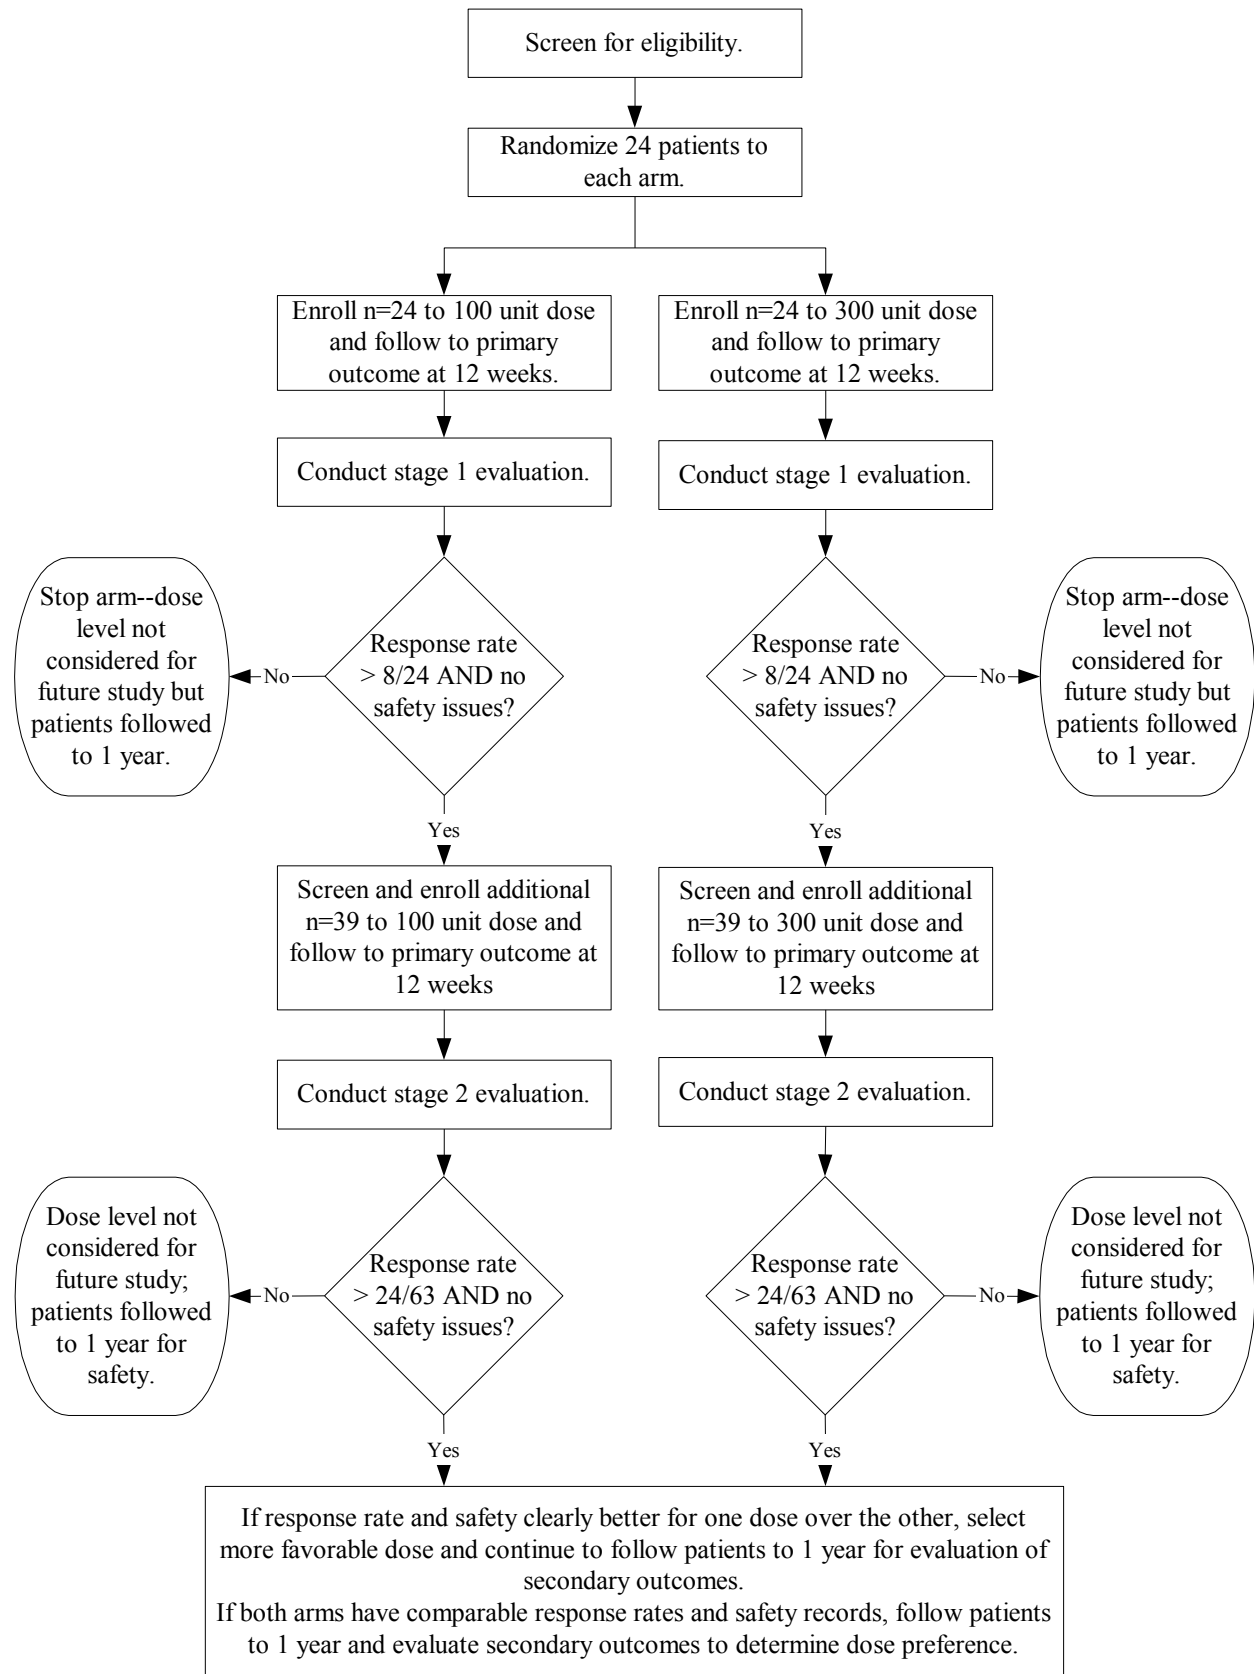 Screen for eligibility.
Randomize 24 patients to
each arm.
Enroll n=24 to 100 unit dose
and follow to primary
outcome at 12 weeks.
Enroll n=24 to 300 unit dose
and follow to primary
outcome at 12 weeks.
Conduct stage 1 evaluation.
Conduct stage 1 evaluation.
Stop arm--dose
level not
considered for
future study but
patients followed
to 1 year.
No
Response rate
> 8/24 AND no
safety issues?
Response rate
> 8/24 AND no
safety issues?
No
Stop arm--dose
level not
considered for
future study but
patients followed
to 1 year.
Yes
Yes
Screen and enroll additional
n=39 to 100 unit dose and
follow to primary outcome at
12 weeks
Screen and enroll additional
n=39 to 300 unit dose and
follow to primary outcome at
12 weeks
Conduct stage 2 evaluation.
Conduct stage 2 evaluation.
Dose level not
considered for
future study;
patients followed
to 1 year for
safety.
No
Response rate
> 24/63 AND no
safety issues?
Response rate
> 24/63 AND no
safety issues?
No
Dose level not
considered for
future study;
patients followed
to 1 year for
safety.
Yes
Yes
If response rate and safety clearly better for one dose over the other, select
more favorable dose and continue to follow patients to 1 year for evaluation of
secondary outcomes.
If both arms have comparable response rates and safety records, follow patients
to 1 year and evaluate secondary outcomes to determine dose preference.